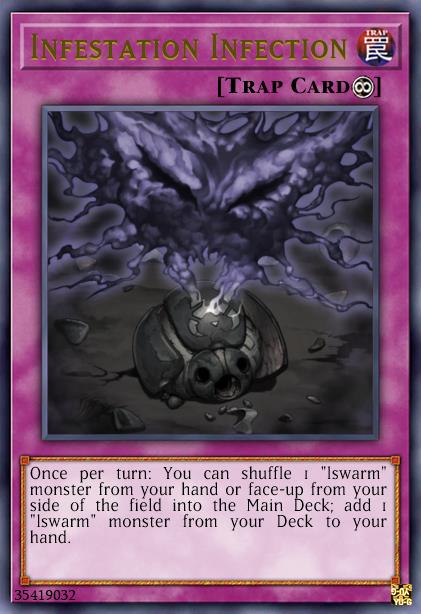 INFESTATION INFECTION
TRAP
罠
[TRAP CARD]
Once per turn: You can shuffle 1 "lswarm"
monster from your hand or face-up from your
side of the field into the Main Deck; add 1
"lswarm" monster from your Deck to your
hand.
35419032